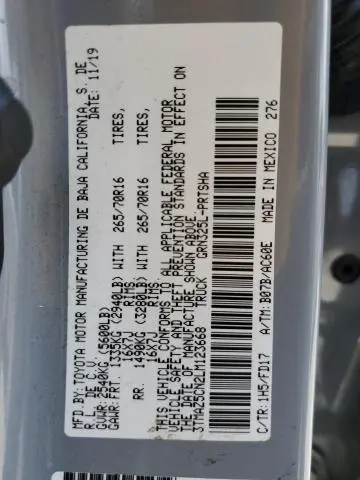 MFD.BY:TOYOTA MOTOR MANUFACTURING DE BAJA CALIFORNIA, S. DE
R.L. DE C.V. DATE: 11/19
GVWR: 2540KG (5600LB)
GAWR:FRT. 1335KG (2940LB) WITH 265/70R16 TIRES,
16X7J RIMS
RR. 1490KG (3280LB) WITH 265/70R16 TIRES,
16X7J RIMS
THIS VEHICLE CONFORMS TO ALL APPLICABLE FEDERAL MOTOR
VEHICLE SAFETY AND THEFT PREVENTION STANDARDS IN EFFECT ON
THE DATE OF MANUFACTURE SHOWN ABOVE.
3TMAZ5CN2LM123668 TRUCK GRN325L-PRTSHA
C/TR:1H5/FD17 A/TM:B07B/AC60E MADE IN MEXICO 276